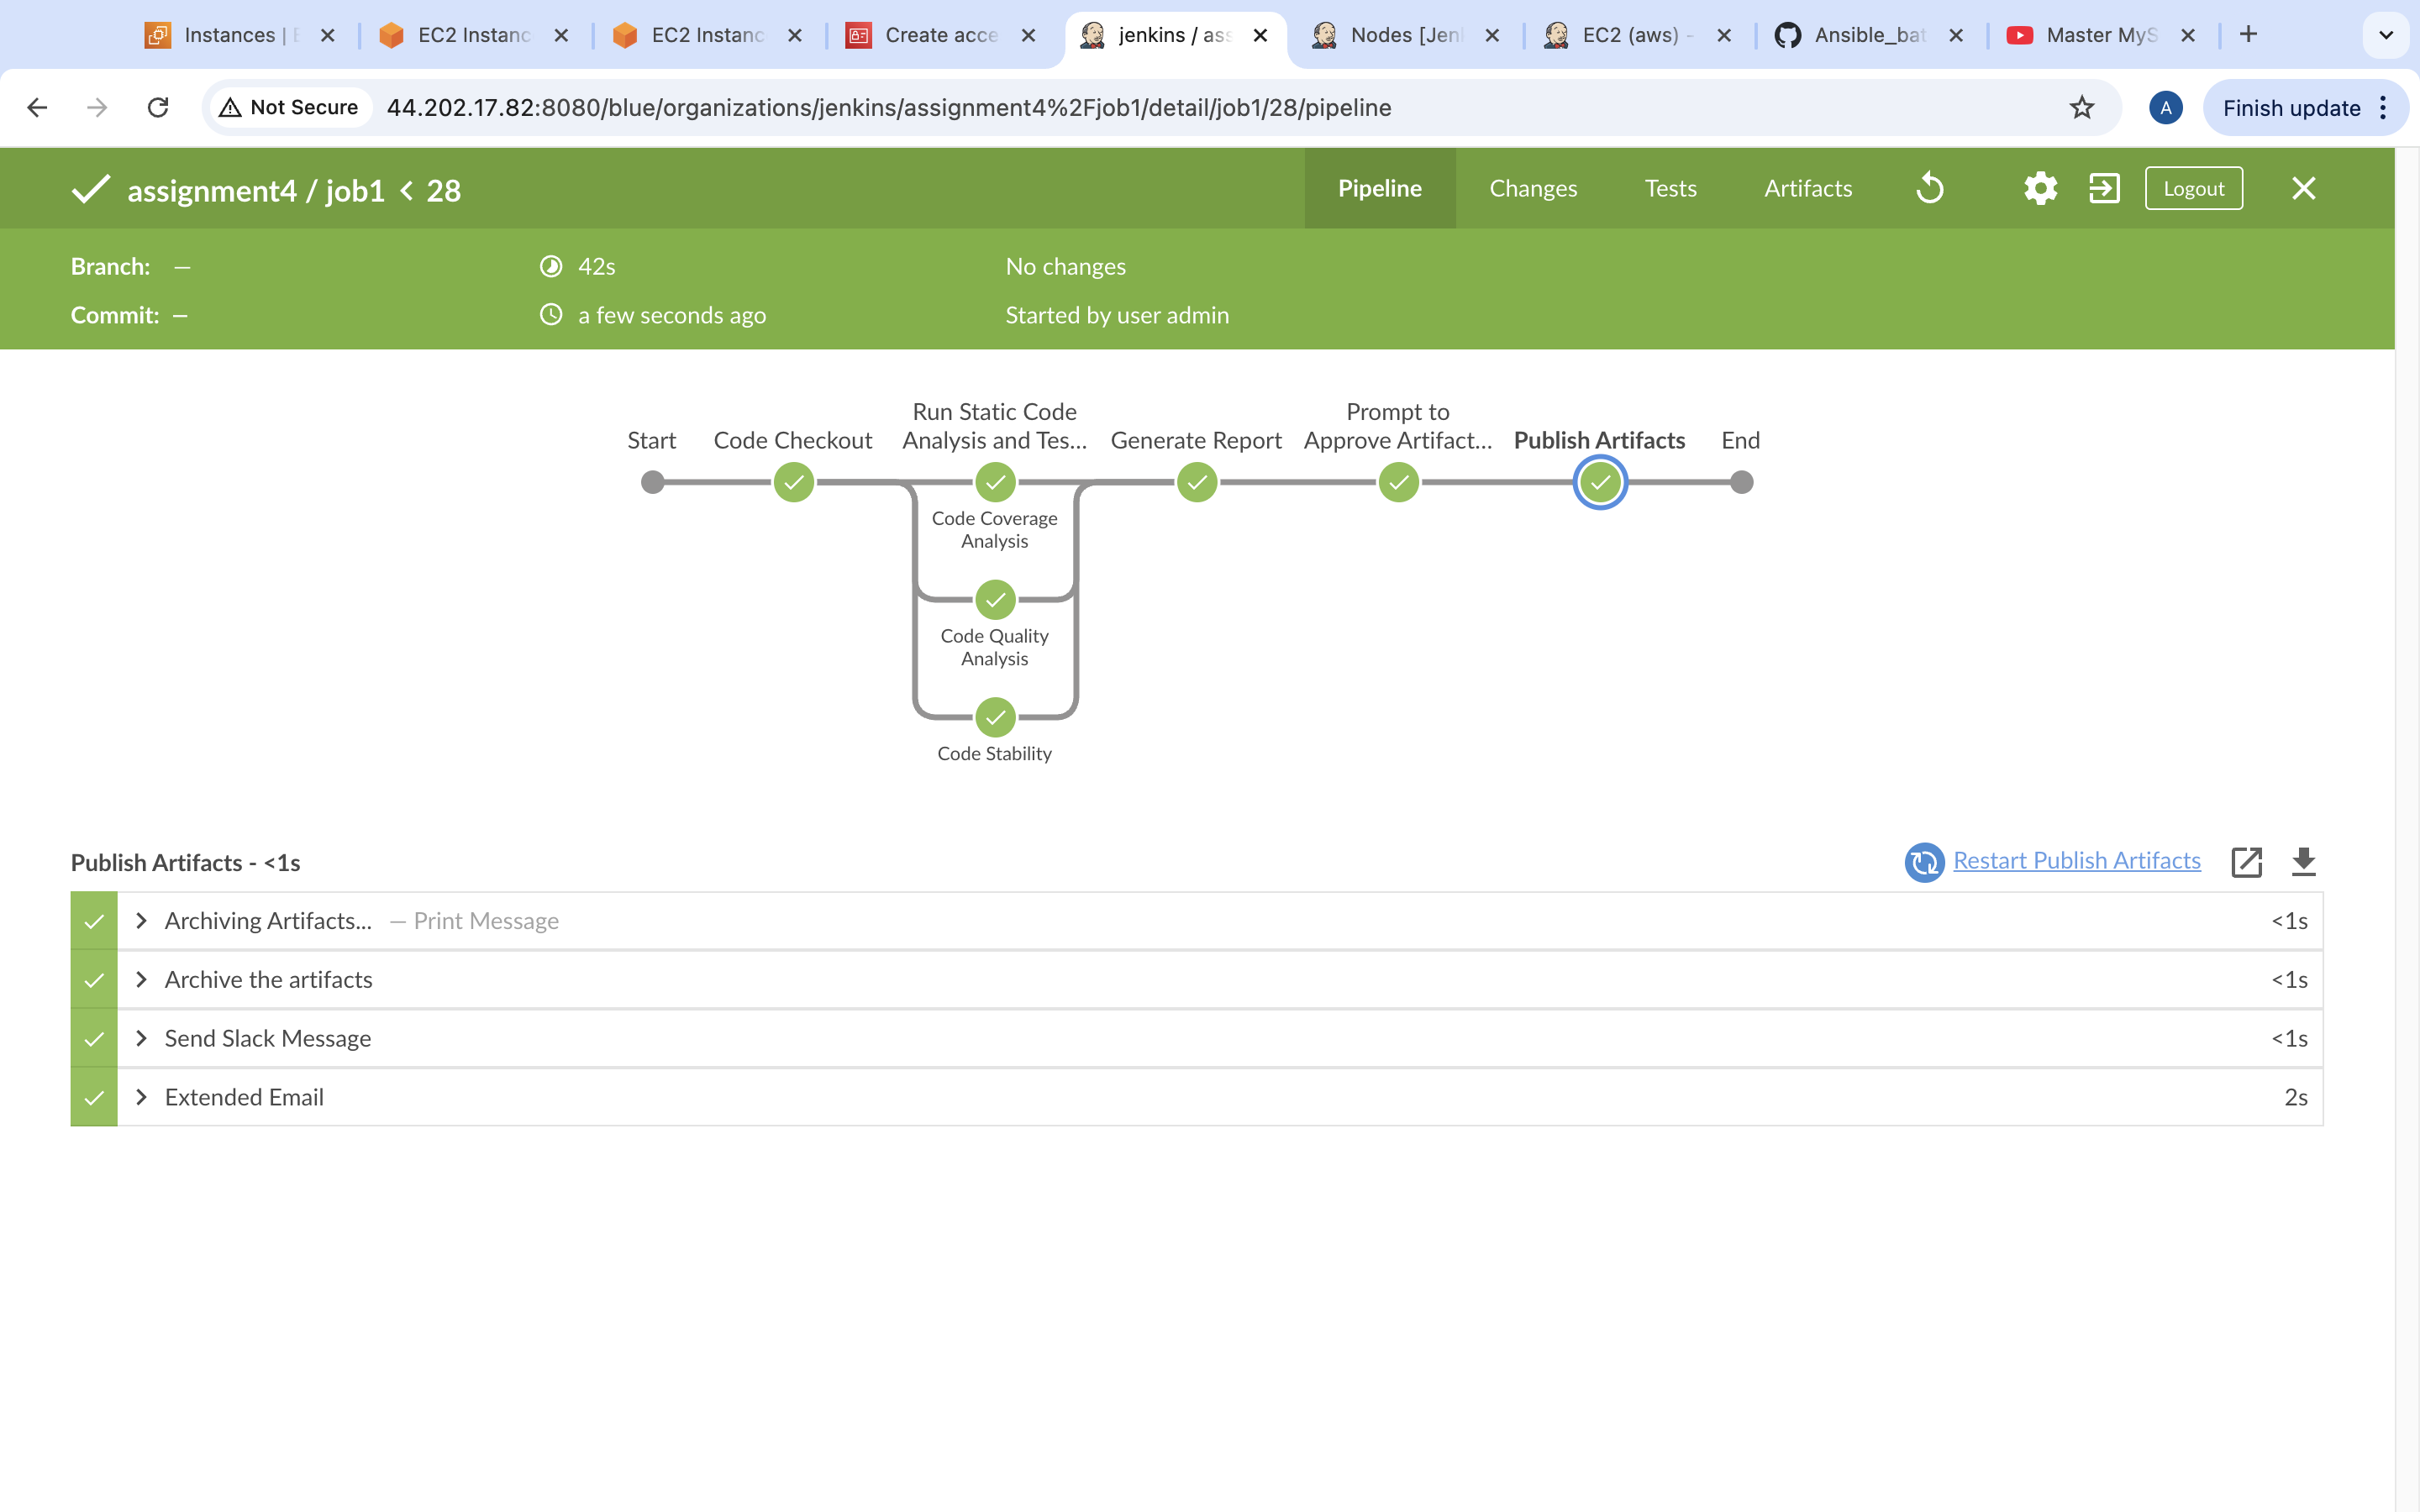 Instances | E
EC2 Instanc
EC2 Instanc
Create acce
jenkins / ass
Nodes [Jenk
EC2 (aws) -
Ansible_bat
Master MyS
Not Secure
44.202.17.82:8080/blue/organizations/jenkins/assignment4%2Fjob1/detail/job1/28/pipeline
A
Finish update
assignment4 / job1 < 28
Pipeline
Changes
Tests
Artifacts
Logout
Branch: —
42s
No changes
Commit: —
a few seconds ago
Started by user admin
Start
Code Checkout
Run Static Code
Analysis and Tes...
Generate Report
Prompt to
Approve Artifact...
Publish Artifacts
End
Code Coverage
Analysis
Code Quality
Analysis
Code Stability
Publish Artifacts - <1s
Restart Publish Artifacts
Archiving Artifacts... — Print Message
<1s
Archive the artifacts
<1s
Send Slack Message
<1s
Extended Email
2s